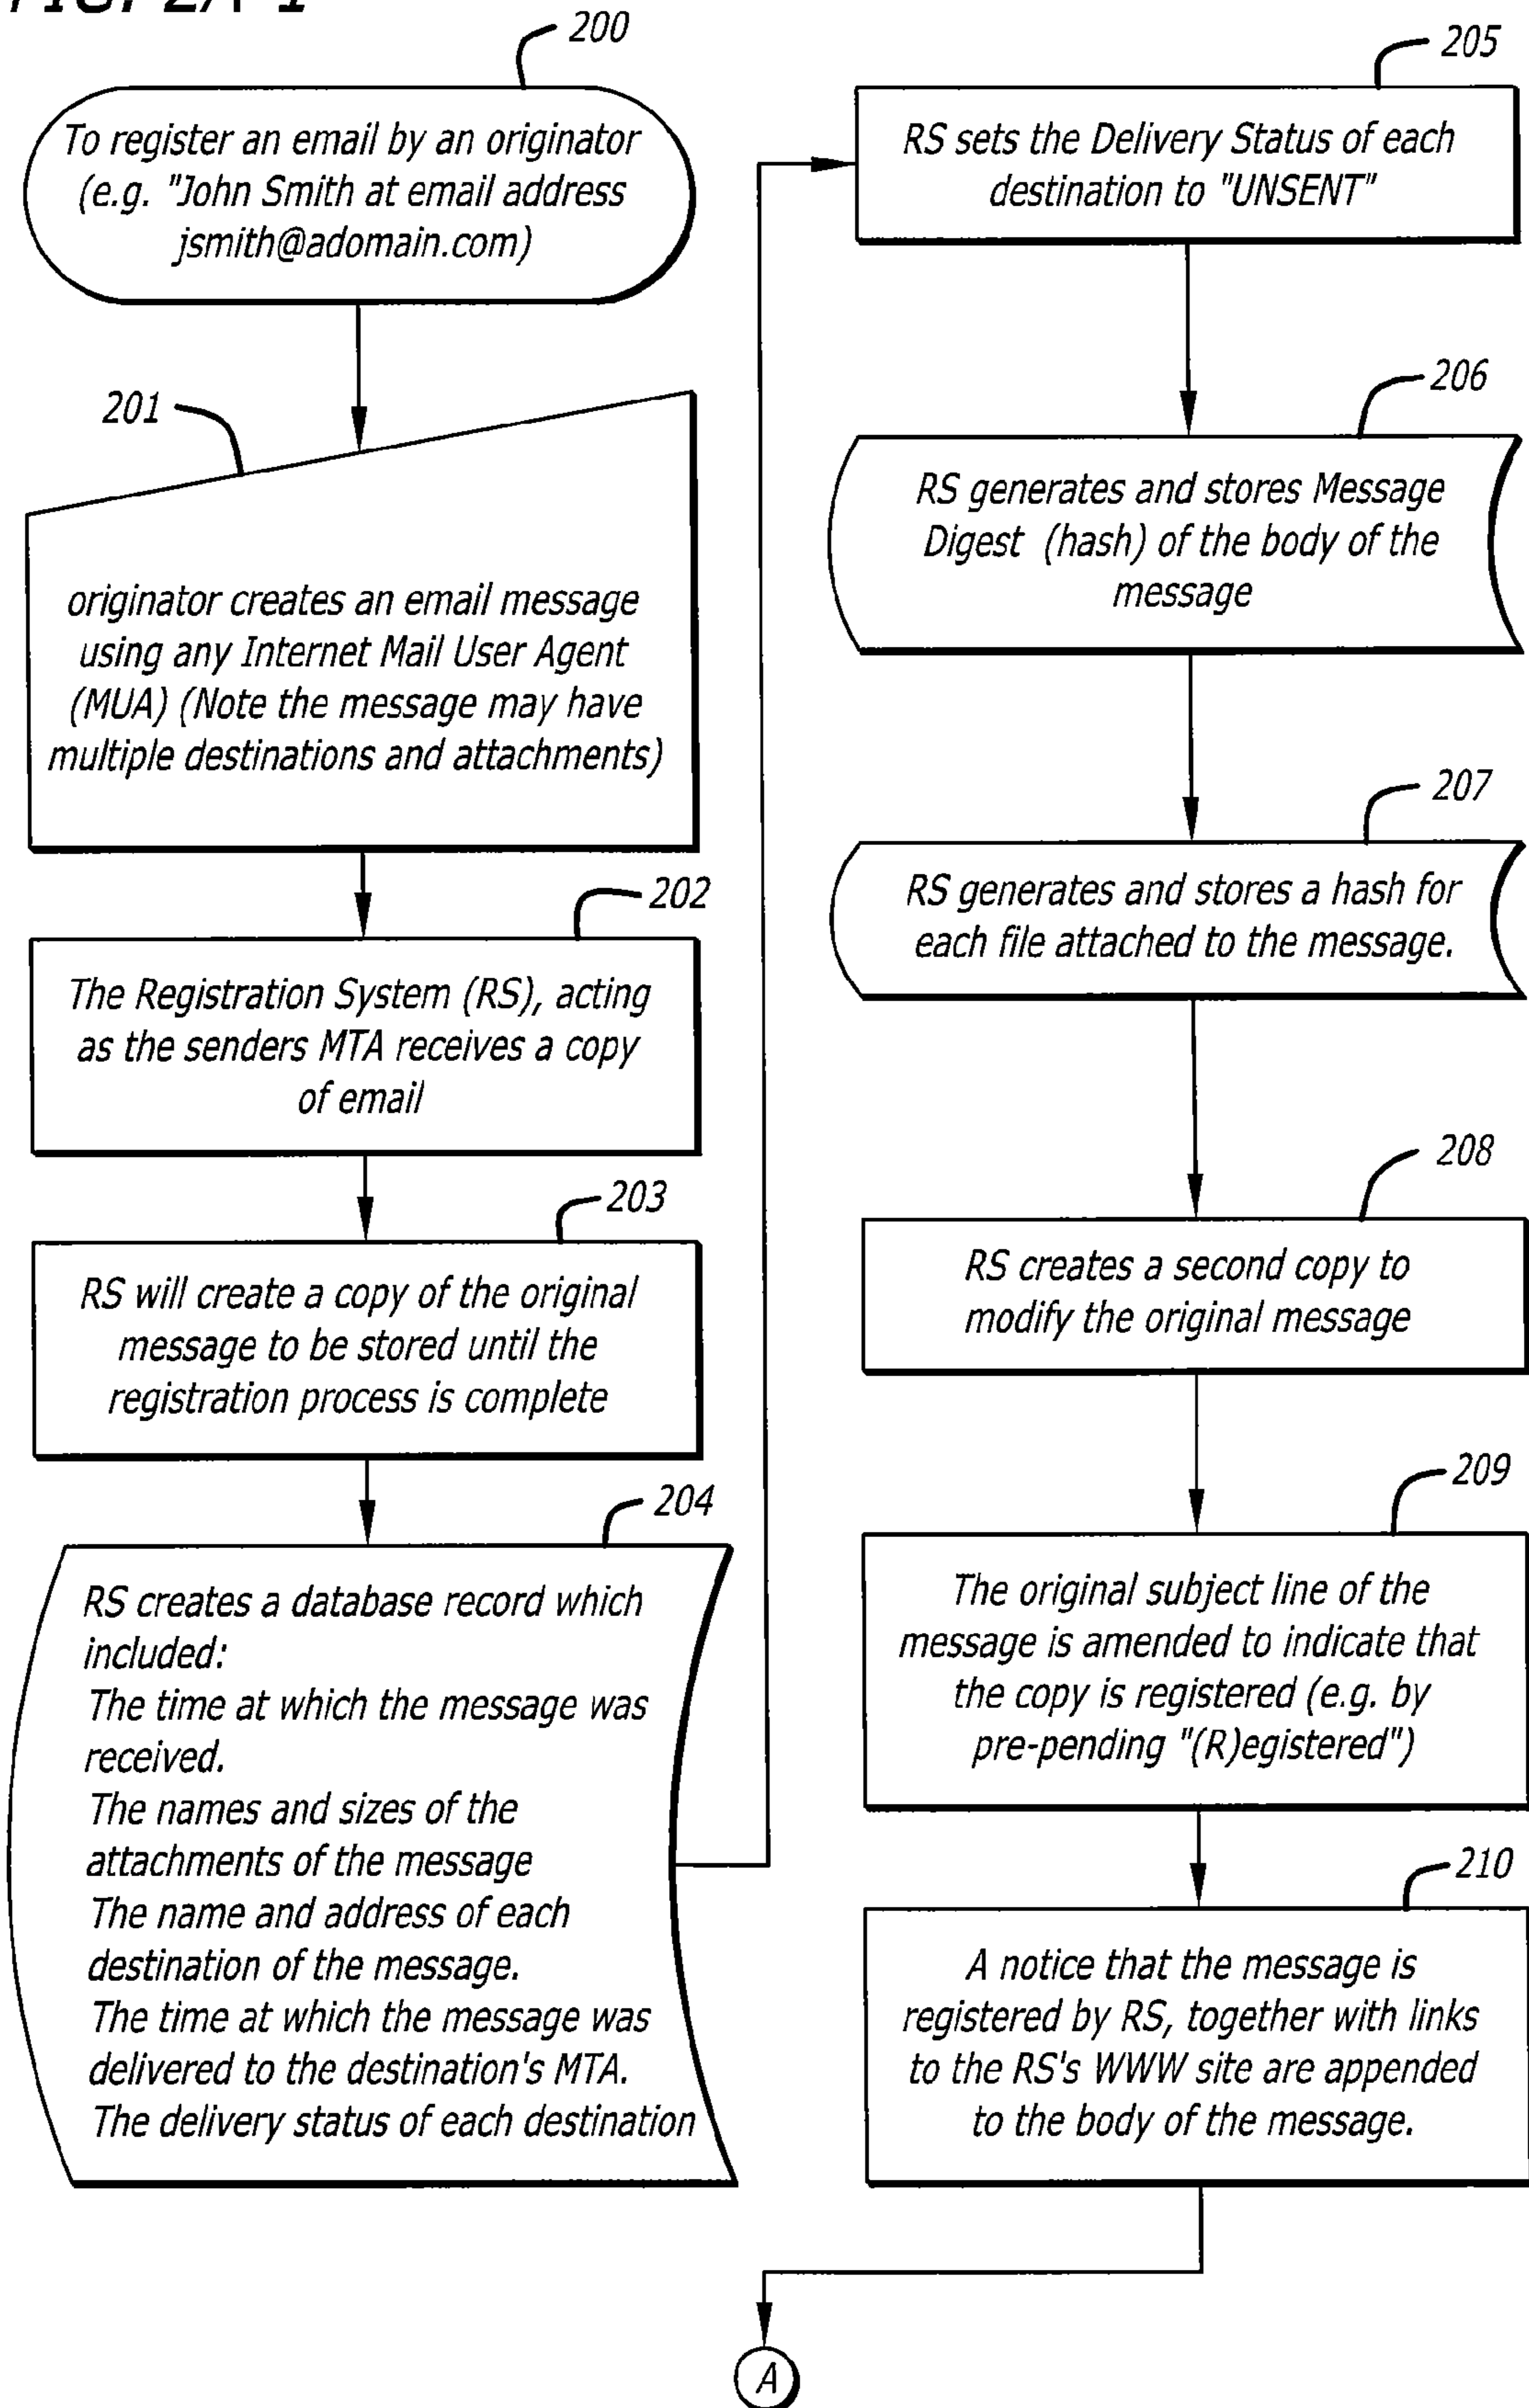 FIG. 2A-1
200
To register an email by an originator
(e.g. "John Smith at email address
jsmith@adomain.com)
201
originator creates an email message
using any Internet Mail User Agent
(MUA) (Note the message may have
multiple destinations and attachments)
202
The Registration System (RS), acting
as the senders MTA receives a copy
of email
203
RS will create a copy of the original
message to be stored until the
registration process is complete
204
RS creates a database record which
included:
The time at which the message was
received.
The names and sizes of the
attachments of the message
The name and address of each
destination of the message.
The time at which the message was
delivered to the destination's MTA.
The delivery status of each destination
205
RS sets the Delivery Status of each
destination to "UNSENT"
206
RS generates and stores Message
Digest (hash) of the body of the
message
207
RS generates and stores a hash for
each file attached to the message.
208
RS creates a second copy to
modify the original message
209
The original subject line of the
message is amended to indicate that
the copy is registered (e.g. by
pre-pending "(R)egistered")
210
A notice that the message is
registered by RS, together with links
to the RS's WWW site are appended
to the body of the message.
A